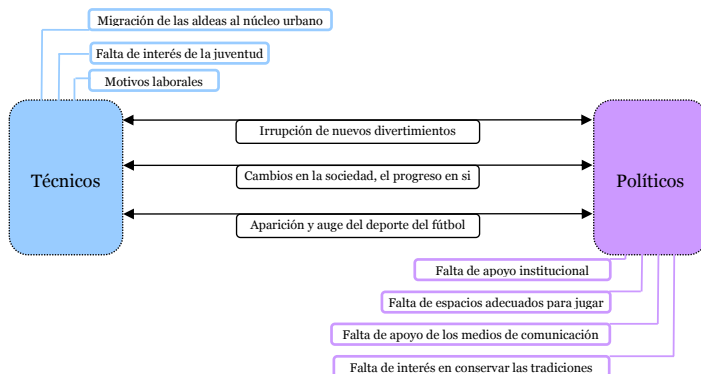 Migración de las aldeas al núcleo urbano
Falta de interés de la juventud
Motivos laborales
Técnicos
Políticos
Irrupción de nuevos divertimientos
Cambios en la sociedad, el progreso en si
Aparición y auge del deporte del fútbol
Falta de apoyo institucional
Falta de espacios adecuados para jugar
Falta de apoyo de los medios de comunicación
Falta de interés en conservar las tradiciones